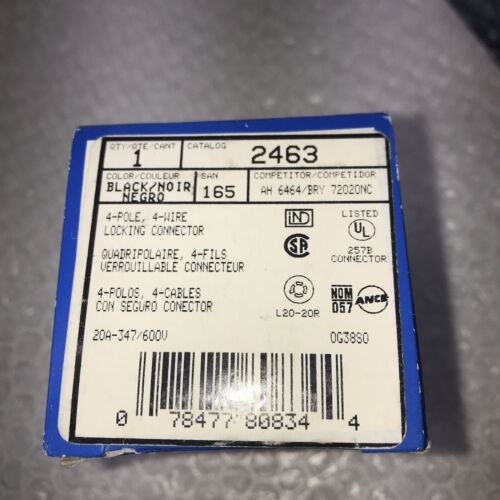 QTY/QTE/CANT CATALOG
1 2463
COLOR/COULEUR SAN COMPETITOR/COMPETIDOR
BLACK/NOIR 165 AH 6464/BRY 72020NC
NEGRO
4-POLE, 4-WIRE
LOCKING CONNECTOR
QUADRIPOLAIRE, 4-FILS
VERROUILLABLE CONNECTEUR
4-POLOS, 4-CABLES
CON SEGURO CONECTOR
20A-347/600V
IND
LISTED
UL
257B
CONNECTOR
SA
L20-20R
NOM
057
ANCE
OG38SO
0 78477 80834 4